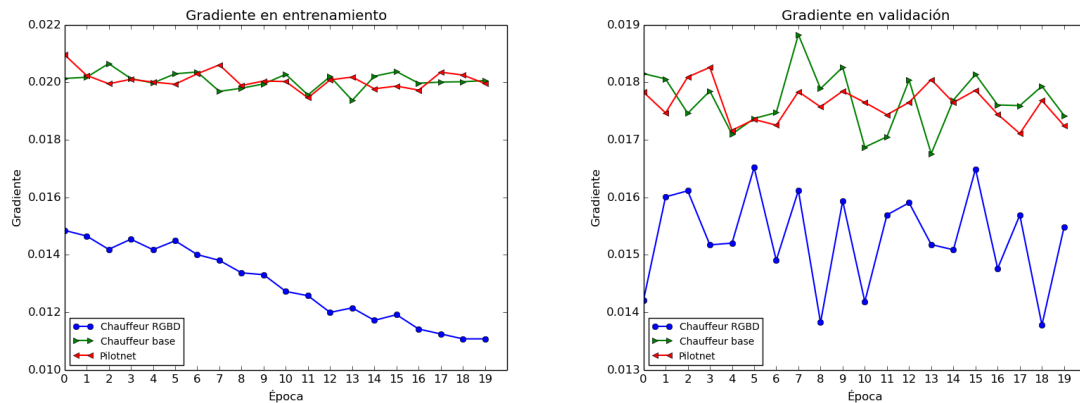 Gradiente en entrenamiento
0.022
0.020
0.018
0.016
0.014
0.012
0.010
Gradiente
Chauffeur RGBD
Chauffeur base
Pilotnet
0 1 2 3 4 5 6 7 8 9 10 11 12 13 14 15 16 17 18 19
Época
Gradiente en validación
0.019
0.018
0.017
0.016
0.015
0.014
0.013
Gradiente
Chauffeur RGBD
Chauffeur base
Pilotnet
0 1 2 3 4 5 6 7 8 9 10 11 12 13 14 15 16 17 18 19
Época